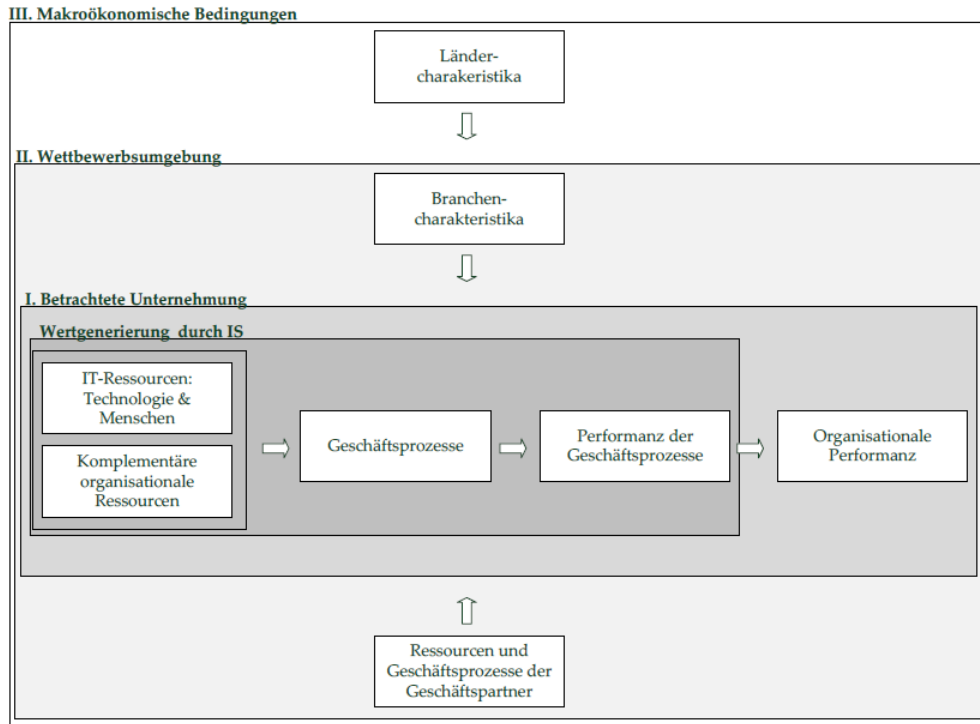 III. Makroökonomische Bedingungen
Länder-
charakeristika
II. Wettbewerbsumgebung
Branchen-
charakteristika
I. Betrachtete Unternehmung
Wertgenerierung durch IS
IT-Ressourcen:
Technologie &
Menschen
Komplementäre
organisationale
Ressourcen
Geschäftsprozesse
Performanz der
Geschäftsprozesse
Organisationale
Performanz
Ressourcen und
Geschäftsprozesse der
Geschäftspartner